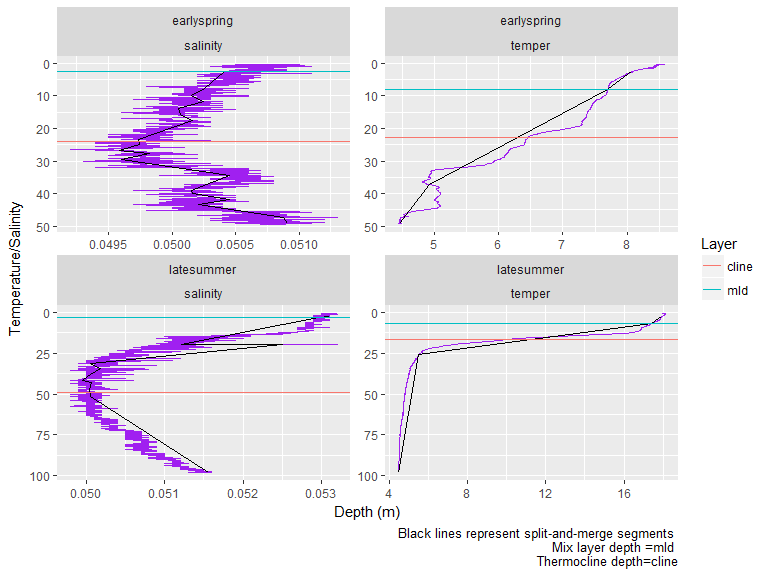 earlyspring
salinity
earlyspring
temper
0
10
20
30
40
50
0.0495
0.0500
0.0505
0.0510
0
10
20
30
40
50
5
6
7
8
latesummer
salinity
latesummer
temper
0
25
50
75
100
0.050
0.051
0.052
0.053
0
25
50
75
100
4
8
12
16
Temperature/Salinity
Depth (m)
Layer
cline
mld
Black lines represent split-and-merge segments
Mix layer depth =mld
Thermocline depth=cline